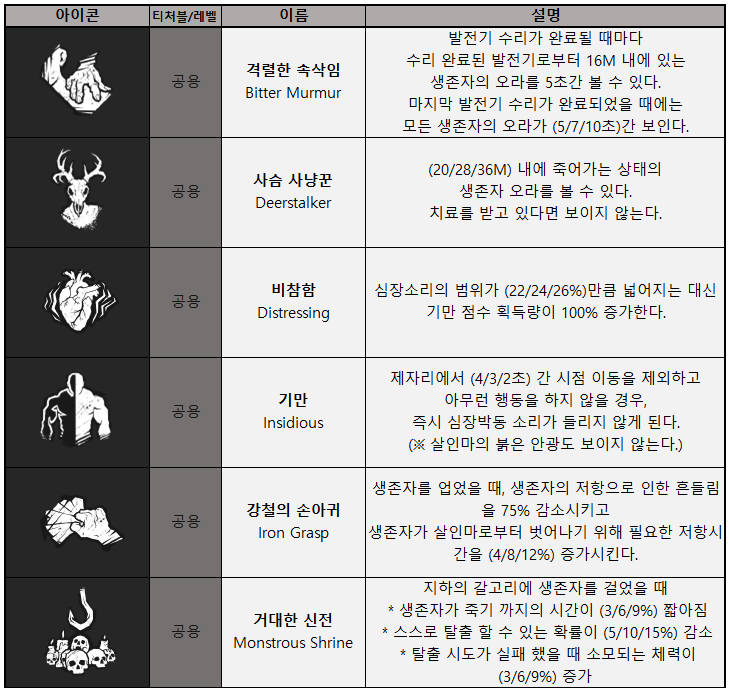 아이콘 티처블/레벨 이름 설명
공용
격렬한 속삭임
Bitter Murmur
발전기 수리가 완료될 때마다
수리 완료된 발전기로부터 16M 내에 있는
생존자의 오라를 5초간 볼 수 있다.
마지막 발전기 수리가 완료되었을 때에는
모든 생존자의 오라가 (5/7/10초)간 보인다.
공용
사슴 사냥꾼
Deerstalker
(20/28/36M) 내에 죽어가는 상태의
생존자 오라를 볼 수 있다.
치료를 받고 있다면 보이지 않는다.
공용
비참함
Distressing
심장소리의 범위가 (22/24/26%)만큼 넓어지는 대신
기만 점수 획득량이 100% 증가한다.
공용
기만
Insidious
제자리에서 (4/3/2초) 간 시점 이동을 제외하고
아무런 행동을 하지 않을 경우,
즉시 심장박동 소리가 들리지 않게 된다.
(※ 살인마의 붉은 안광도 보이지 않는다.)
공용
강철의 손아귀
Iron Grasp
생존자를 업었을 때, 생존자의 저항으로 인한 흔들림
을 75% 감소시키고
생존자가 살인마로부터 벗어나기 위해 필요한 저항시
간을 (4/8/12%) 증가시킨다.
공용
거대한 신전
Monstrous Shrine
지하의 갈고리에 생존자를 걸었을 때
* 생존자가 죽기 까지의 시간이 (3/6/9%) 짧아짐
* 스스로 탈출 할 수 있는 확률이 (5/10/15%) 감소
* 탈출 시도가 실패 했을 때 소모되는 체력이
(3/6/9%) 증가